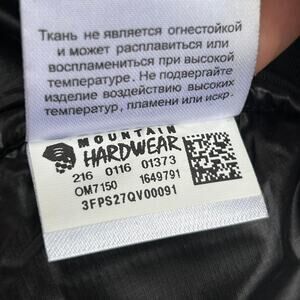 Ткань не является огнестойкой
и может расплавиться или
воспламениться при высокой
температуре. Не подвергайте
изделие воздействию высоких
температур, пламени или искр.
MOUNTAIN
HARDWEAR
216 0116 01373
OM7150 1649791
3FPS27QV00091